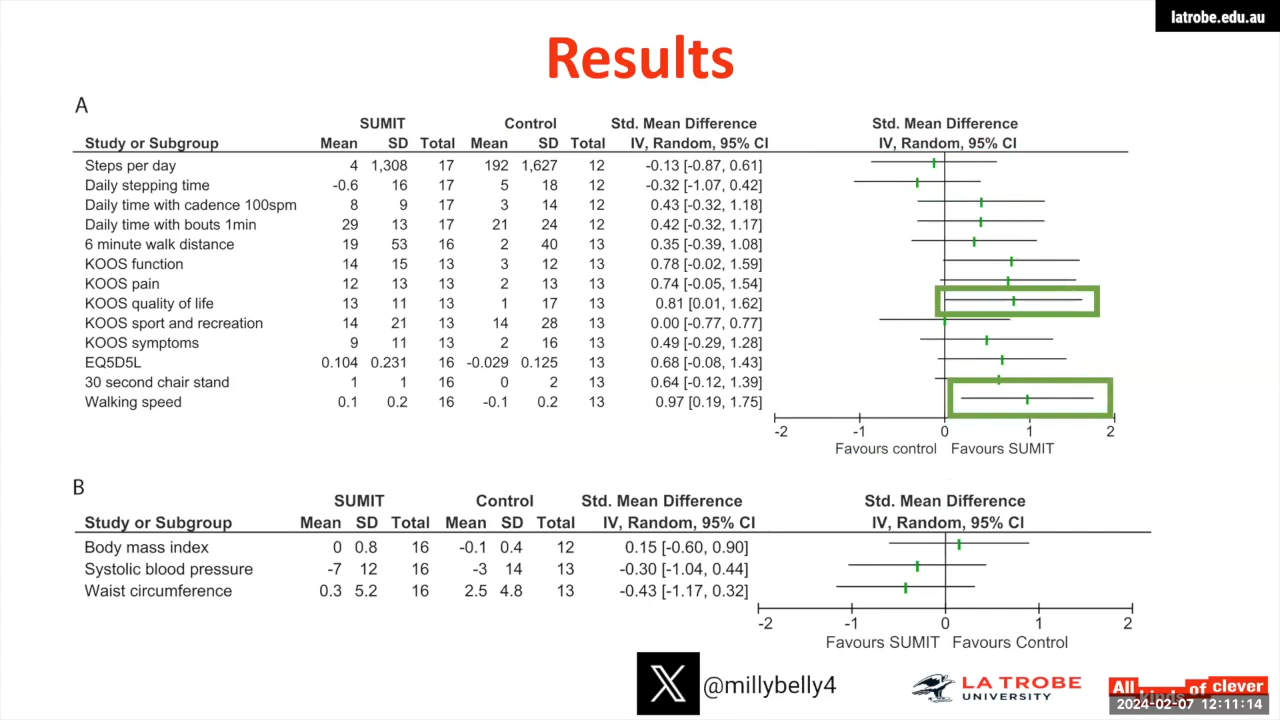 latrobe.edu.au
Results
A
SUMIT Control Std. Mean Difference Std. Mean Difference
Study or Subgroup Mean SD Total Mean SD Total IV, Random, 95% CI IV, Random, 95% CI
Steps per day 4 1,308 17 192 1,627 12 -0.13 [-0.87, 0.61]
Daily stepping time -0.6 16 17 5 18 12 -0.32 [-1.07, 0.42]
Daily time with cadence 100spm 8 9 17 3 14 12 0.43 [-0.32, 1.18]
Daily time with bouts 1min 29 13 17 21 24 12 0.42 [-0.32, 1.17]
6 minute walk distance 19 53 16 2 40 13 0.35 [-0.39, 1.08]
KOOS function 14 15 13 3 12 13 0.78 [-0.02, 1.59]
KOOS pain 12 13 13 2 13 13 0.74 [-0.05, 1.54]
KOOS quality of life 13 11 13 1 17 13 0.81 [0.01, 1.62]
KOOS sport and recreation 14 21 13 14 28 13 0.00 [-0.77, 0.77]
KOOS symptoms 9 11 13 2 16 13 0.49 [-0.29, 1.28]
EQ5D5L 0.104 0.231 16 -0.029 0.125 13 0.68 [-0.08, 1.43]
30 second chair stand 1 1 16 0 2 13 0.64 [-0.12, 1.39]
Walking speed 0.1 0.2 16 -0.1 0.2 13 0.97 [0.19, 1.75]
-2 -1 0 1 2
Favours control Favours SUMIT
B
SUMIT Control Std. Mean Difference Std. Mean Difference
Study or Subgroup Mean SD Total Mean SD Total IV, Random, 95% CI IV, Random, 95% CI
Body mass index 0 0.8 16 -0.1 0.4 12 0.15 [-0.60, 0.90]
Systolic blood pressure -7 12 16 -3 14 13 -0.30 [-1.04, 0.44]
Waist circumference 0.3 5.2 16 2.5 4.8 13 -0.43 [-1.17, 0.32]
-2 -1 0 1 2
Favours SUMIT Favours Control
@millybelly4
LA TROBE
UNIVERSITY
All kinds of clever
2024-02-07 12:11:14